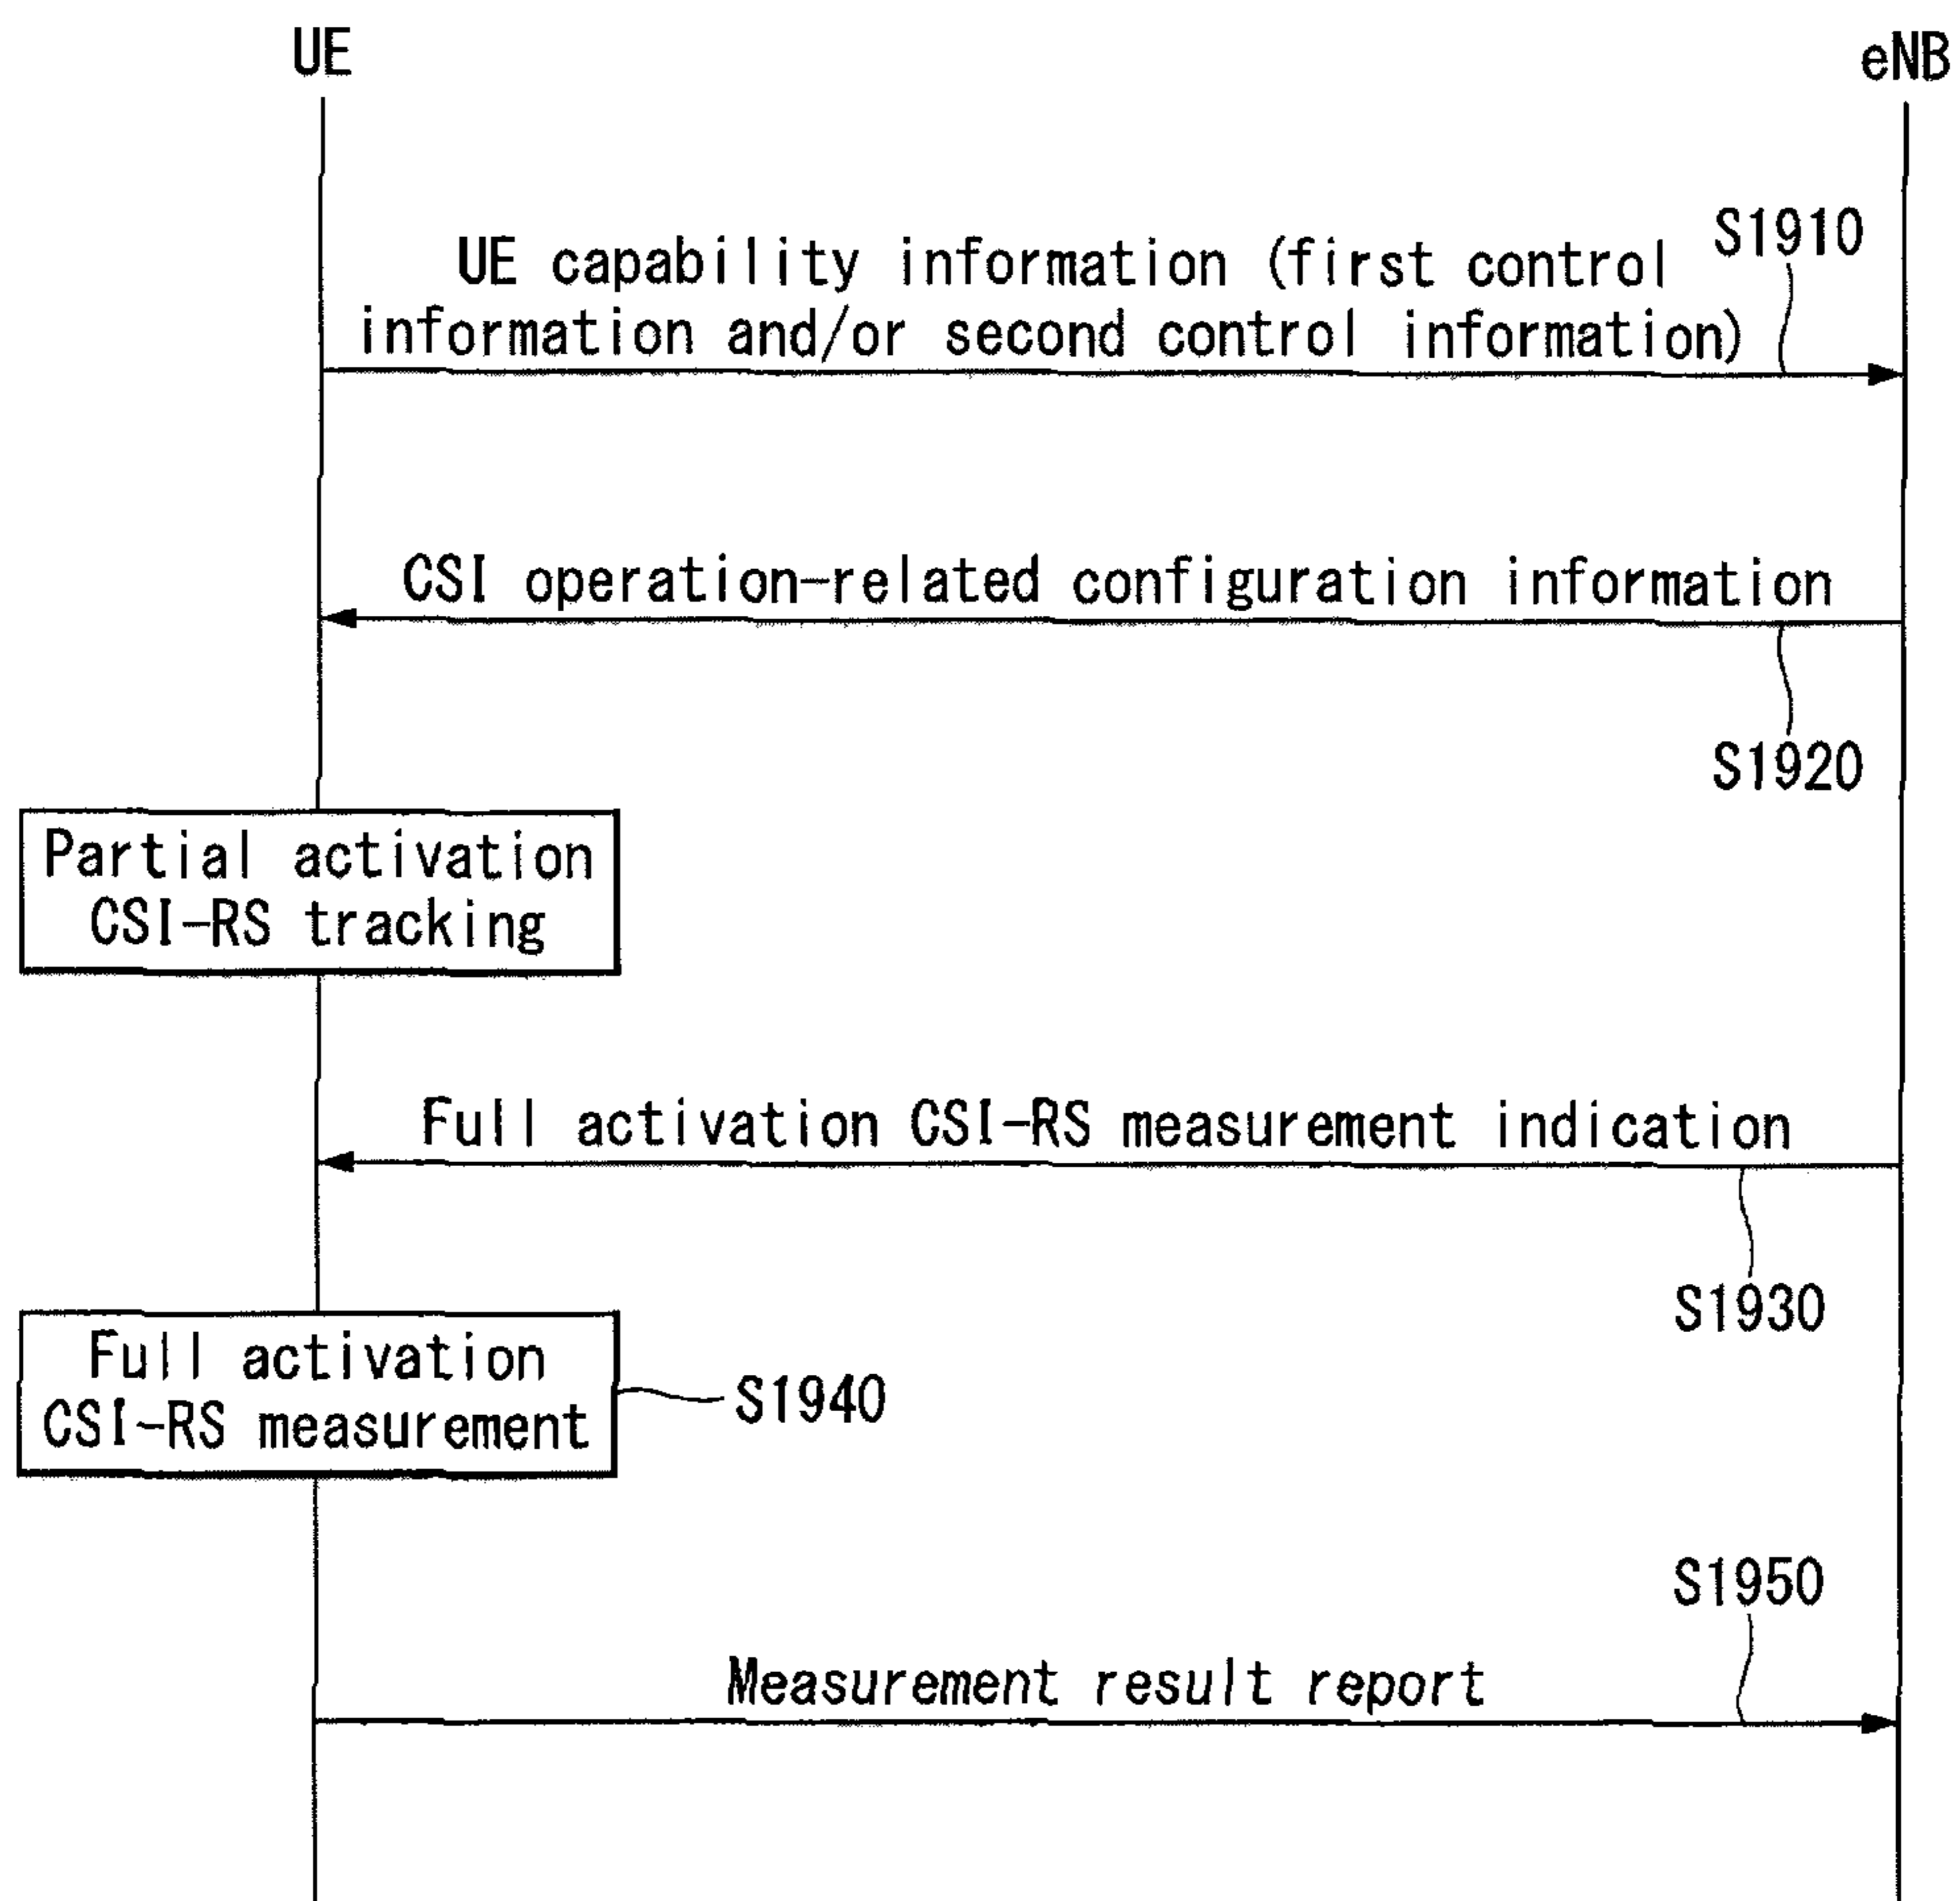 UE
eNB
S1910
UE capability information (first control
information and/or second control information)
CSI operation-related configuration information
S1920
Partial activation
CSI-RS tracking
Full activation CSI-RS measurement indication
S1930
Full activation
CSI-RS measurement
S1940
S1950
Measurement result report